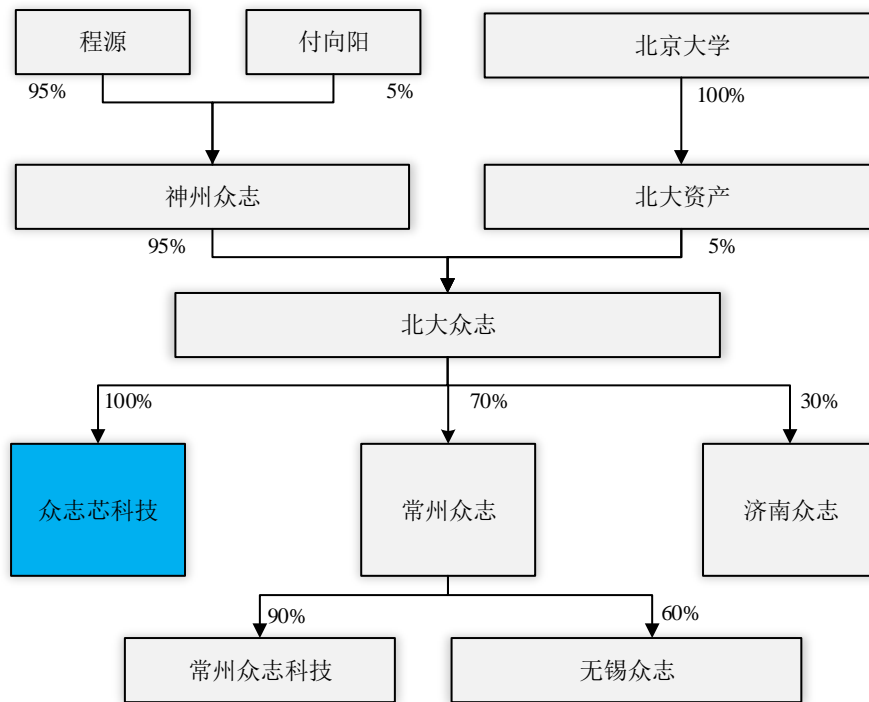 程源
付向阳
北京大学
95%
5%
100%
神州众志
北大资产
95%
5%
北大众志
100%
70%
30%
众志芯科技
常州众志
济南众志
90%
60%
常州众志科技
无锡众志